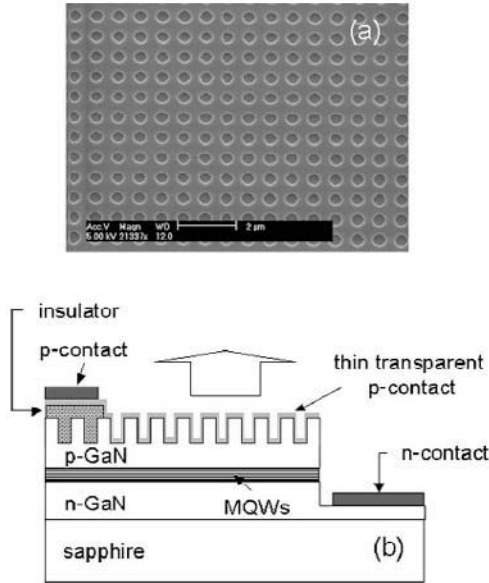 (a)
Acc.V Magn WD 2 µm
5.00 kV 21337x 12.0
insulator
p-contact
thin transparent
p-contact
n-contact
p-GaN
n-GaN
MQWs
sapphire
(b)